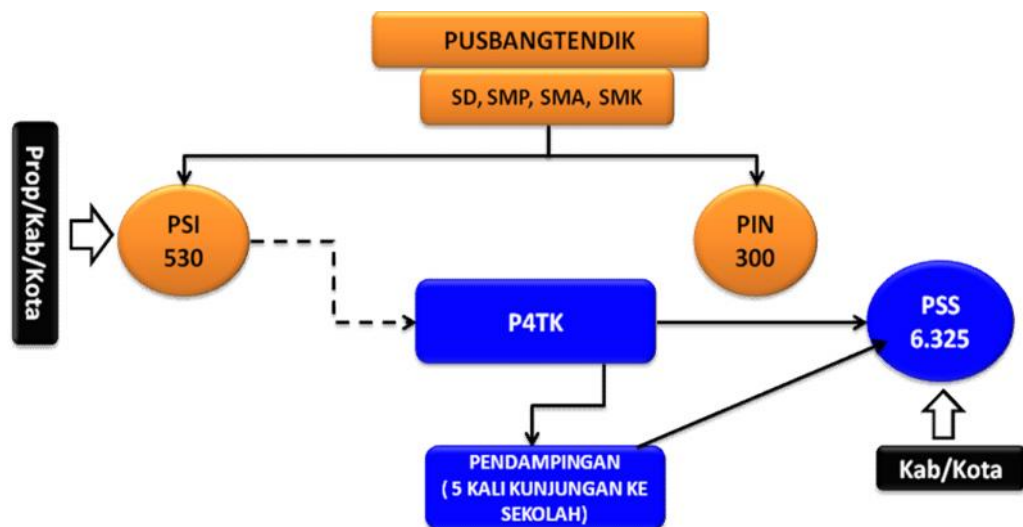 PUSBANGTENDIK
SD, SMP, SMA, SMK
Prop/Kab/Kota
PSI
530
PIN
300
P4TK
PSS
6.325
PENDAMPINGAN
( 5 KALI KUNJUNGAN KE
SEKOLAH)
Kab/Kota